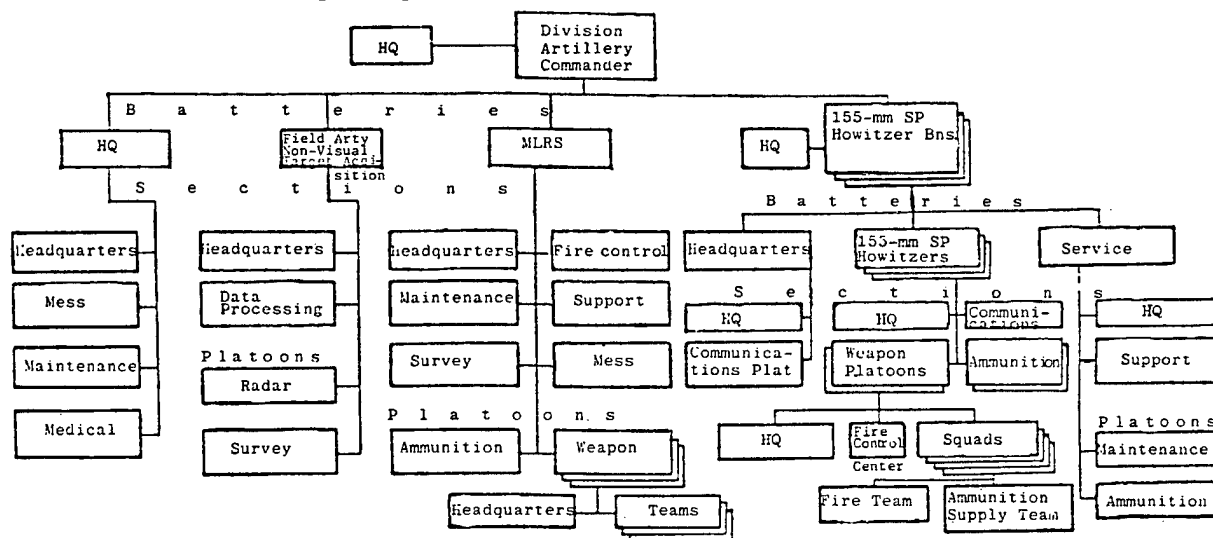 HQ
Division
Artillery
Commander
B a t t e r i e s
HQ
Field Arty
Non-Visual
Target Acqui-
sition
MLRS
HQ
155-mm SP
Howitzer Bns.
S e c t i o n s
B a t t e r i e s
Headquarters
Mess
Maintenance
Medical
Headquarters
Data
Processing
Platoons
Radar
Survey
Headquarters
Fire control
Maintenance
Support
Survey
Mess
P l a t o o n s
Ammunition
Weapon
Headquarters
Teams
Headquarters
155-mm SP
Howitzers
Service
S e c t i o n s
HQ
Communica-
tions Plat
HQ
Communi-
cations
Weapon
Platoons
Ammunition
HQ
Fire
Control
Center
Squads
Fire Team
Ammunition
Supply Team
HQ
Support
Platoons
Maintenance
Ammunition